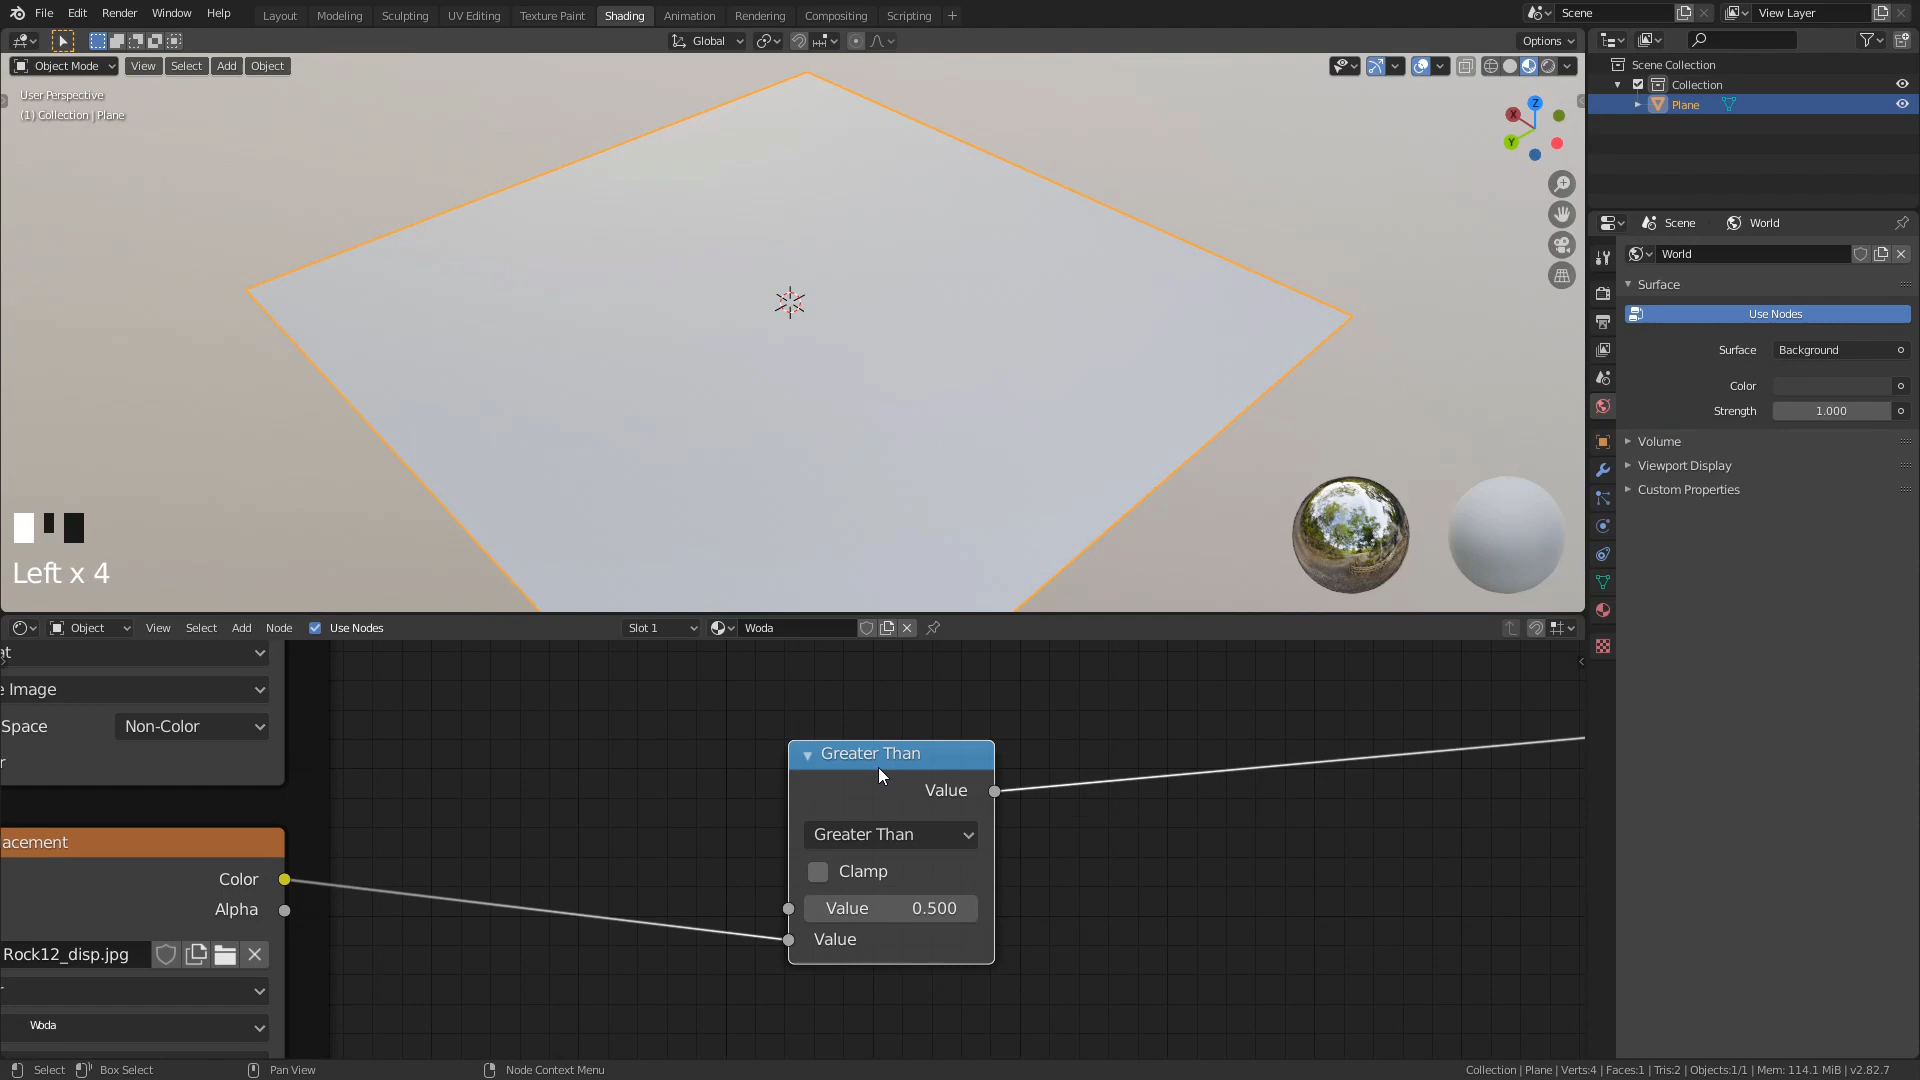 File Edit Render Window Help Layout Modeling Sculpting UV Editing Texture Paint Shading Animation Rendering Compositing Scripting + Scene View Layer
Global Options
Object Mode View Select Add Object
User Perspective
(1) Collection | Plane
Z
X
Y
Left x 4
Scene Collection
Collection
Plane
Scene World
World
Surface
Use Nodes
Surface Background
Color
Strength 1.000
Volume
Viewport Display
Custom Properties
Object View Select Add Node Use Nodes Slot 1 Woda
at
e Image
Space Non-Color
r
acement
Color
Alpha
Rock12_disp.jpg
r
Woda
Greater Than
Value
Greater Than
Clamp
Value 0.500
Value
Select Box Select Pan View Node Context Menu Collection | Plane | Verts:4 | Faces:1 | Tris:2 | Objects:1/1 | Mem: 114.1 MiB | v2.82.7